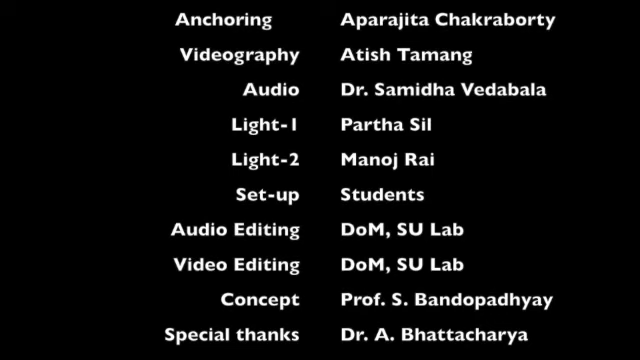 Anchoring Aparajita Chakraborty
Videography Atish Tamang
Audio Dr. Samidha Vedabala
Light-1 Partha Sil
Light-2 Manoj Rai
Set-up Students
Audio Editing DoM, SU Lab
Video Editing DoM, SU Lab
Concept Prof. S. Bandopadhyay
Special thanks Dr. A. Bhattacharya